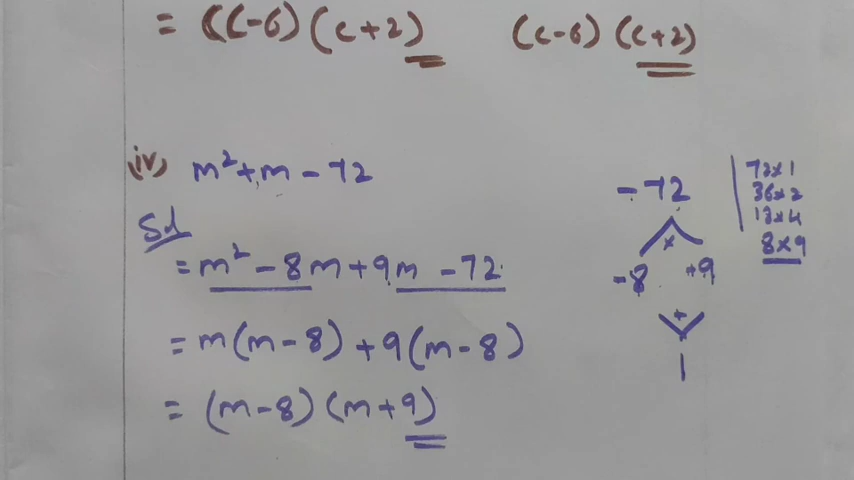 = ((c-6) (c+2) (c-6) (c+2)
(iv) m²+m-72
Sol
= m² - 8m + 9m - 72
= m(m-8) + 9(m-8)
= (m-8) (m+9)
-72
×
-8 +9
+
1
72×1
36×2
13×4
8×9